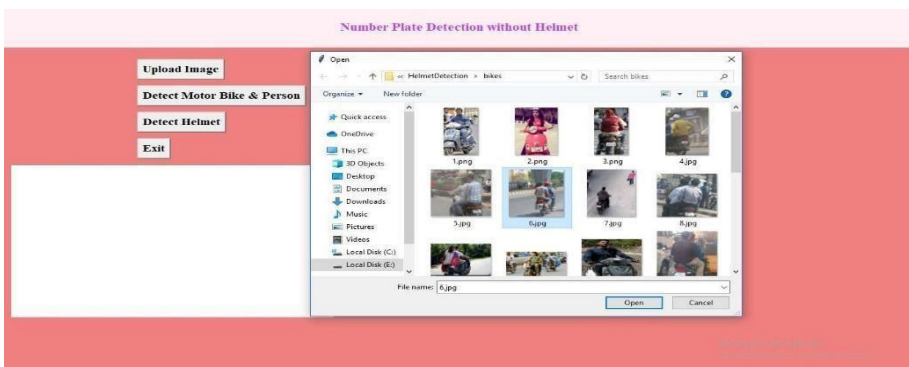 Number Plate Detection without Helmet
Upload Image
Detect Motor Bike & Person
Detect Helmet
Exit
Open
« HelmetDetection › bikes
Search bikes
Organize
New folder
Quick access
OneDrive
This PC
3D Objects
Desktop
Documents
Downloads
Music
Pictures
Videos
Local Disk (C:)
Local Disk (E:)
1.png
2.png
3.png
4.jpg
5.jpg
6.jpg
7.jpg
8.jpg
File name: 6.jpg
Open
Cancel